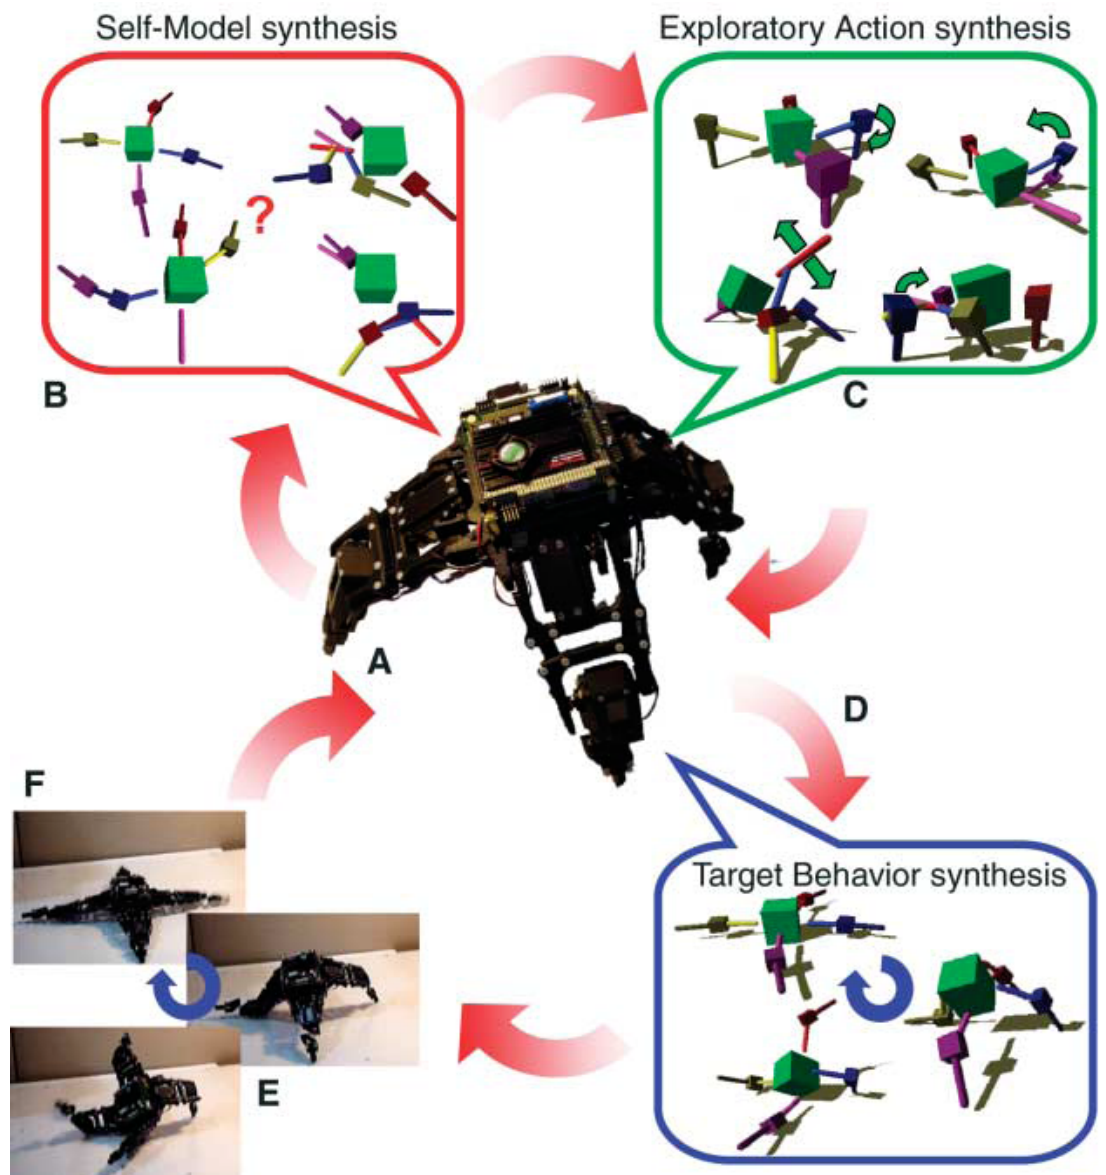 Self-Model synthesis
Exploratory Action synthesis
?
B
C
A
D
F
Target Behavior synthesis
E